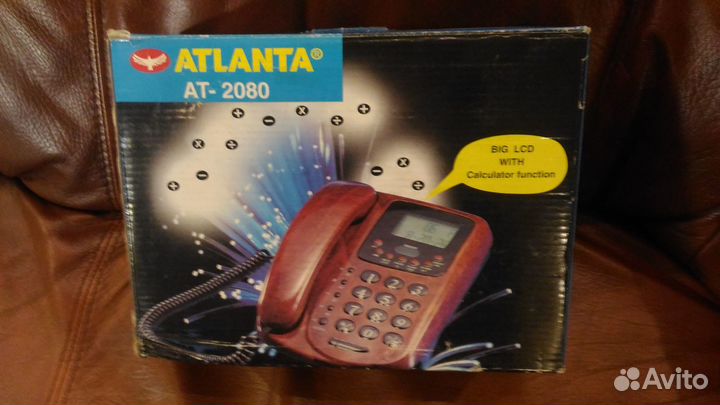 ATLANTA®
AT- 2080
BIG LCD
WITH
Calculator function
Avito